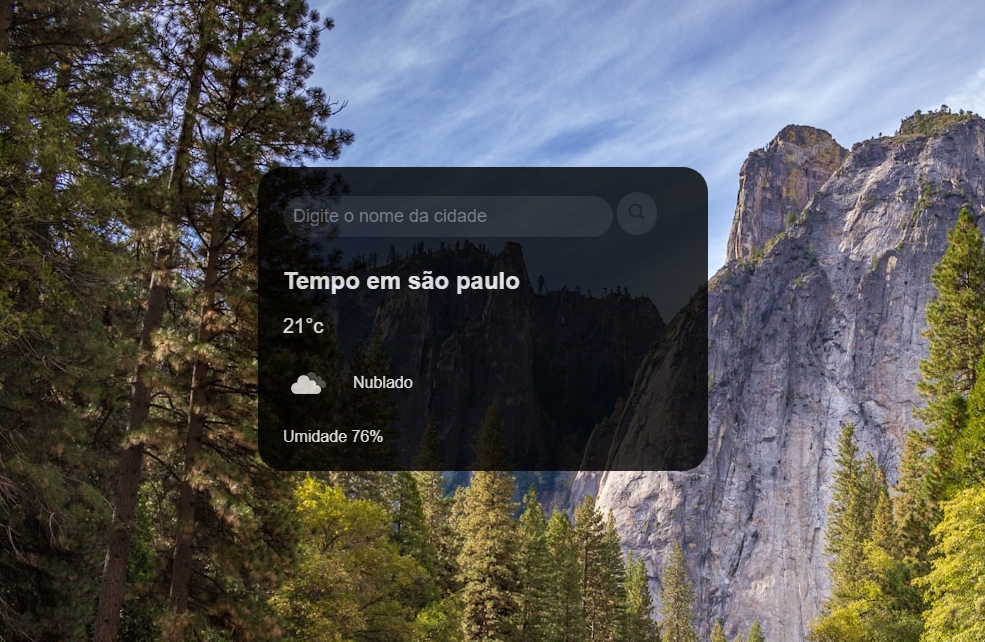 Digite o nome da cidade
Tempo em são paulo
21°c
Nublado
Umidade 76%